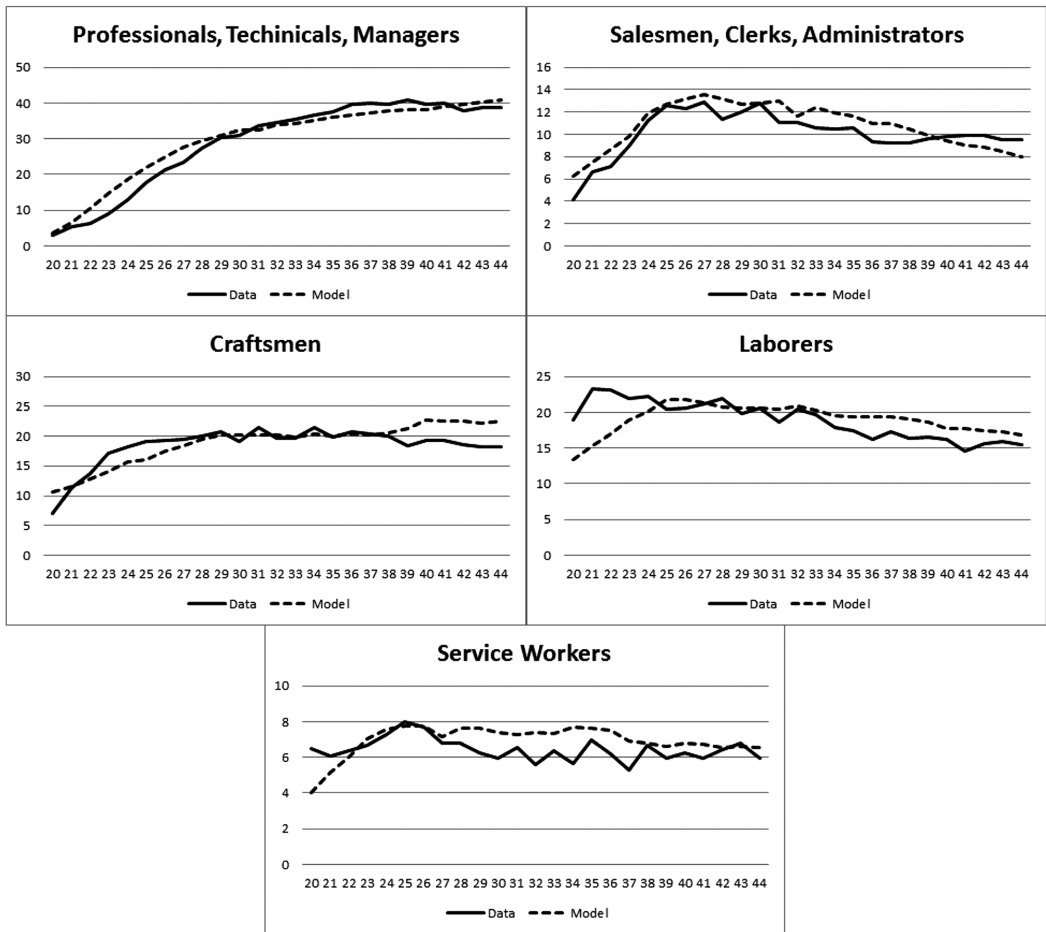 Professionals, Techinicals, Managers
50
40
30
20
10
0
20 21 22 23 24 25 26 27 28 29 30 31 32 33 34 35 36 37 38 39 40 41 42 43 44
Data Model
Salesmen, Clerks, Administrators
16
14
12
10
8
6
4
2
0
20 21 22 23 24 25 26 27 28 29 30 31 32 33 34 35 36 37 38 39 40 41 42 43 44
Data Model
Craftsmen
30
25
20
15
10
5
0
20 21 22 23 24 25 26 27 28 29 30 31 32 33 34 35 36 37 38 39 40 41 42 43 44
Data Model
Laborers
25
20
15
10
5
0
20 21 22 23 24 25 26 27 28 29 30 31 32 33 34 35 36 37 38 39 40 41 42 43 44
Data Model
Service Workers
10
8
6
4
2
0
20 21 22 23 24 25 26 27 28 29 30 31 32 33 34 35 36 37 38 39 40 41 42 43 44
Data Model